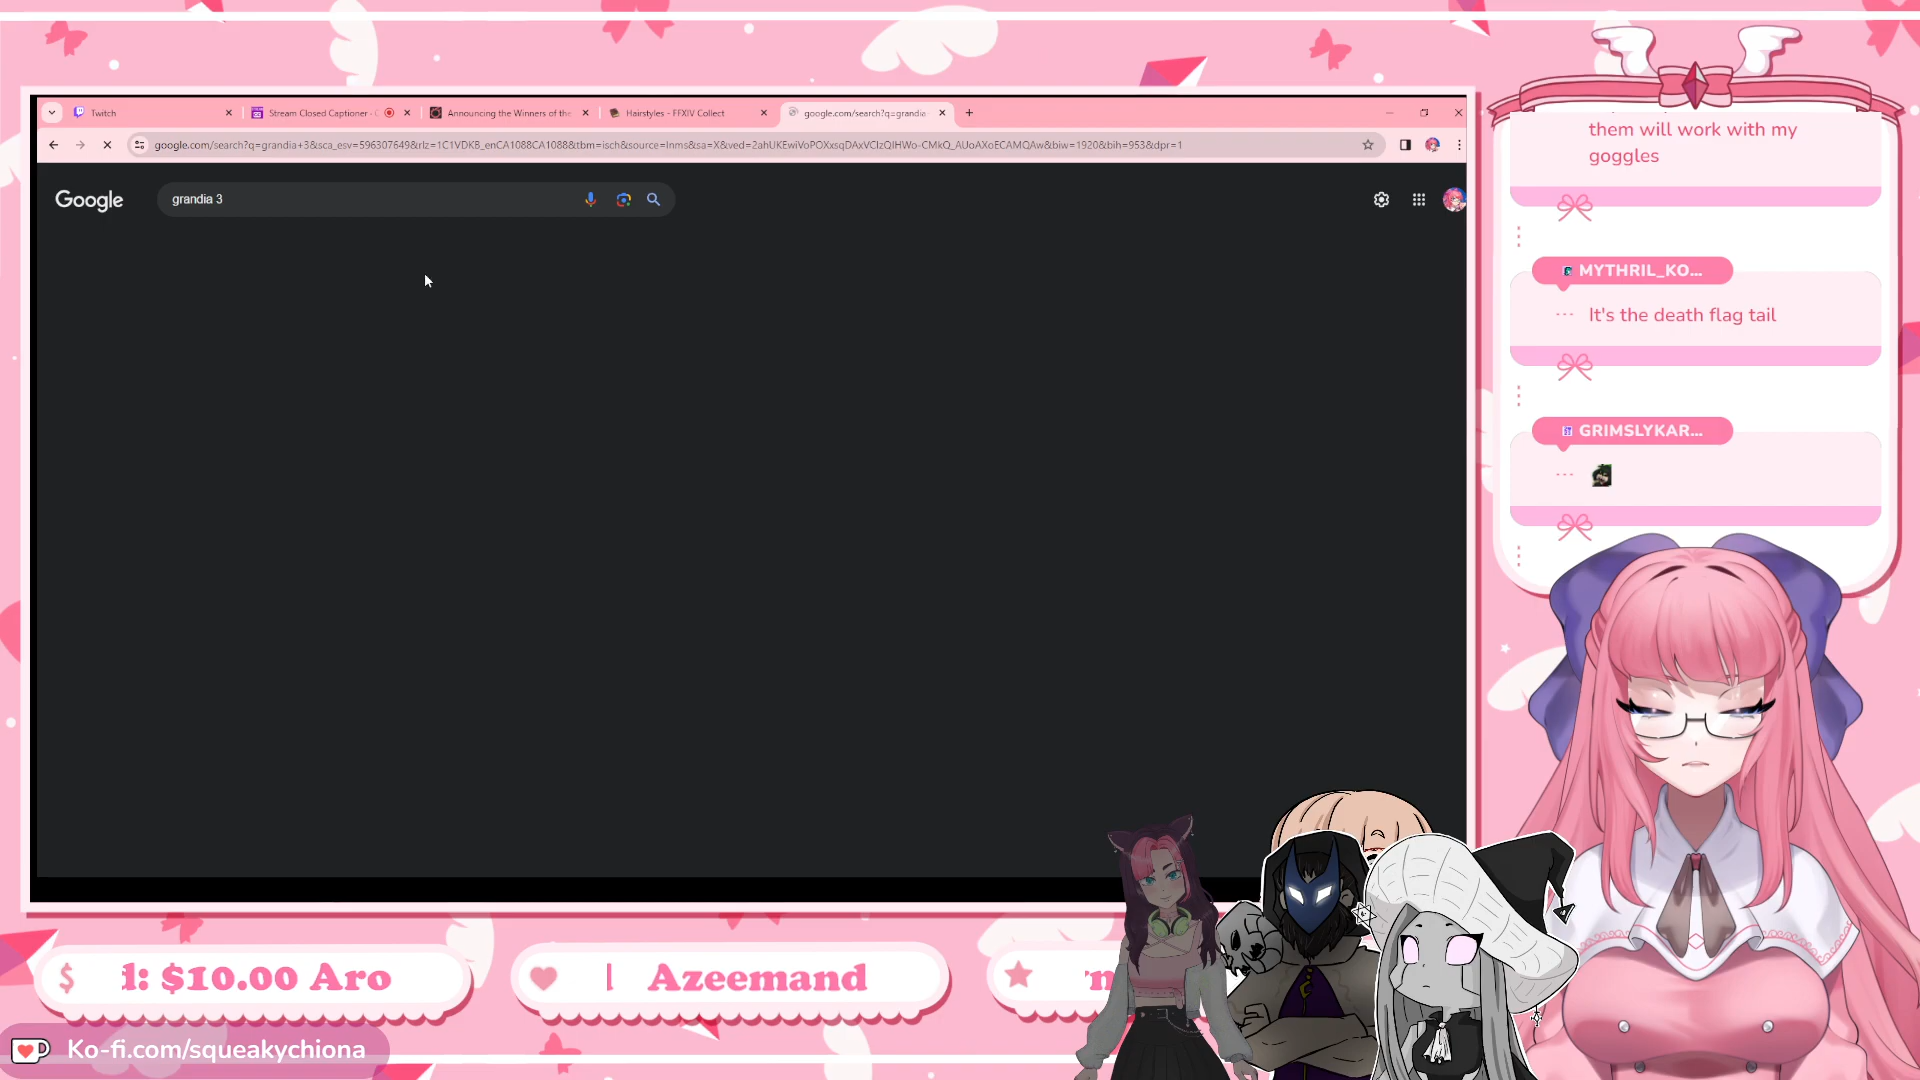 Twitch
Stream Closed Captioner - C
Announcing the Winners of the
Hairstyles - FFXIV Collect
google.com/search?q=grandia
google.com/search?q=grandia+3&sca_esv=596307649&rlz=1C1VDKB_enCA1088CA1088&tbm=isch&source=lnms&sa=X&ved=2ahUKEwiVoPOXxsqDAxVCIzQIHWo-CMkQ_AUoAXoECAMQAw&biw=1920&bih=953&dpr=1
Google
grandia 3
them will work with my
goggles
MYTHRIL_KO...
It's the death flag tail
GRIMSLYKAR...
$
: $10.00 Aro
Azeemand
Ko-fi.com/squeakychiona